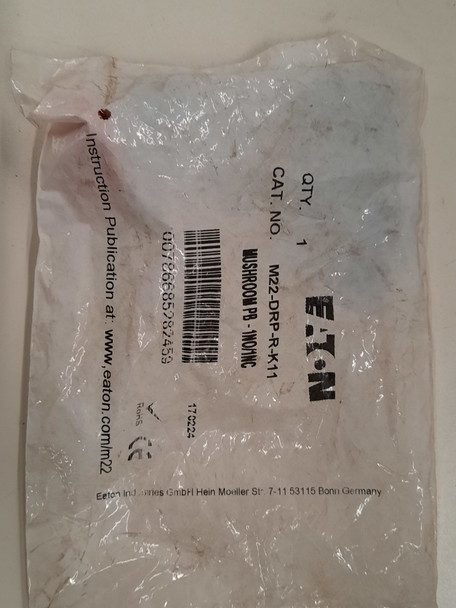 EATON
QTY. 1
CAT. NO. M22-DRP-R-K11
MUSHROOM PB - 1NO/1NC
00786685282459
170224
RoHS CE
Instruction Publication at: www.eaton.com/m22
Eaton Industries GmbH Hein Moeller Str. 7-11 53115 Bonn Germany